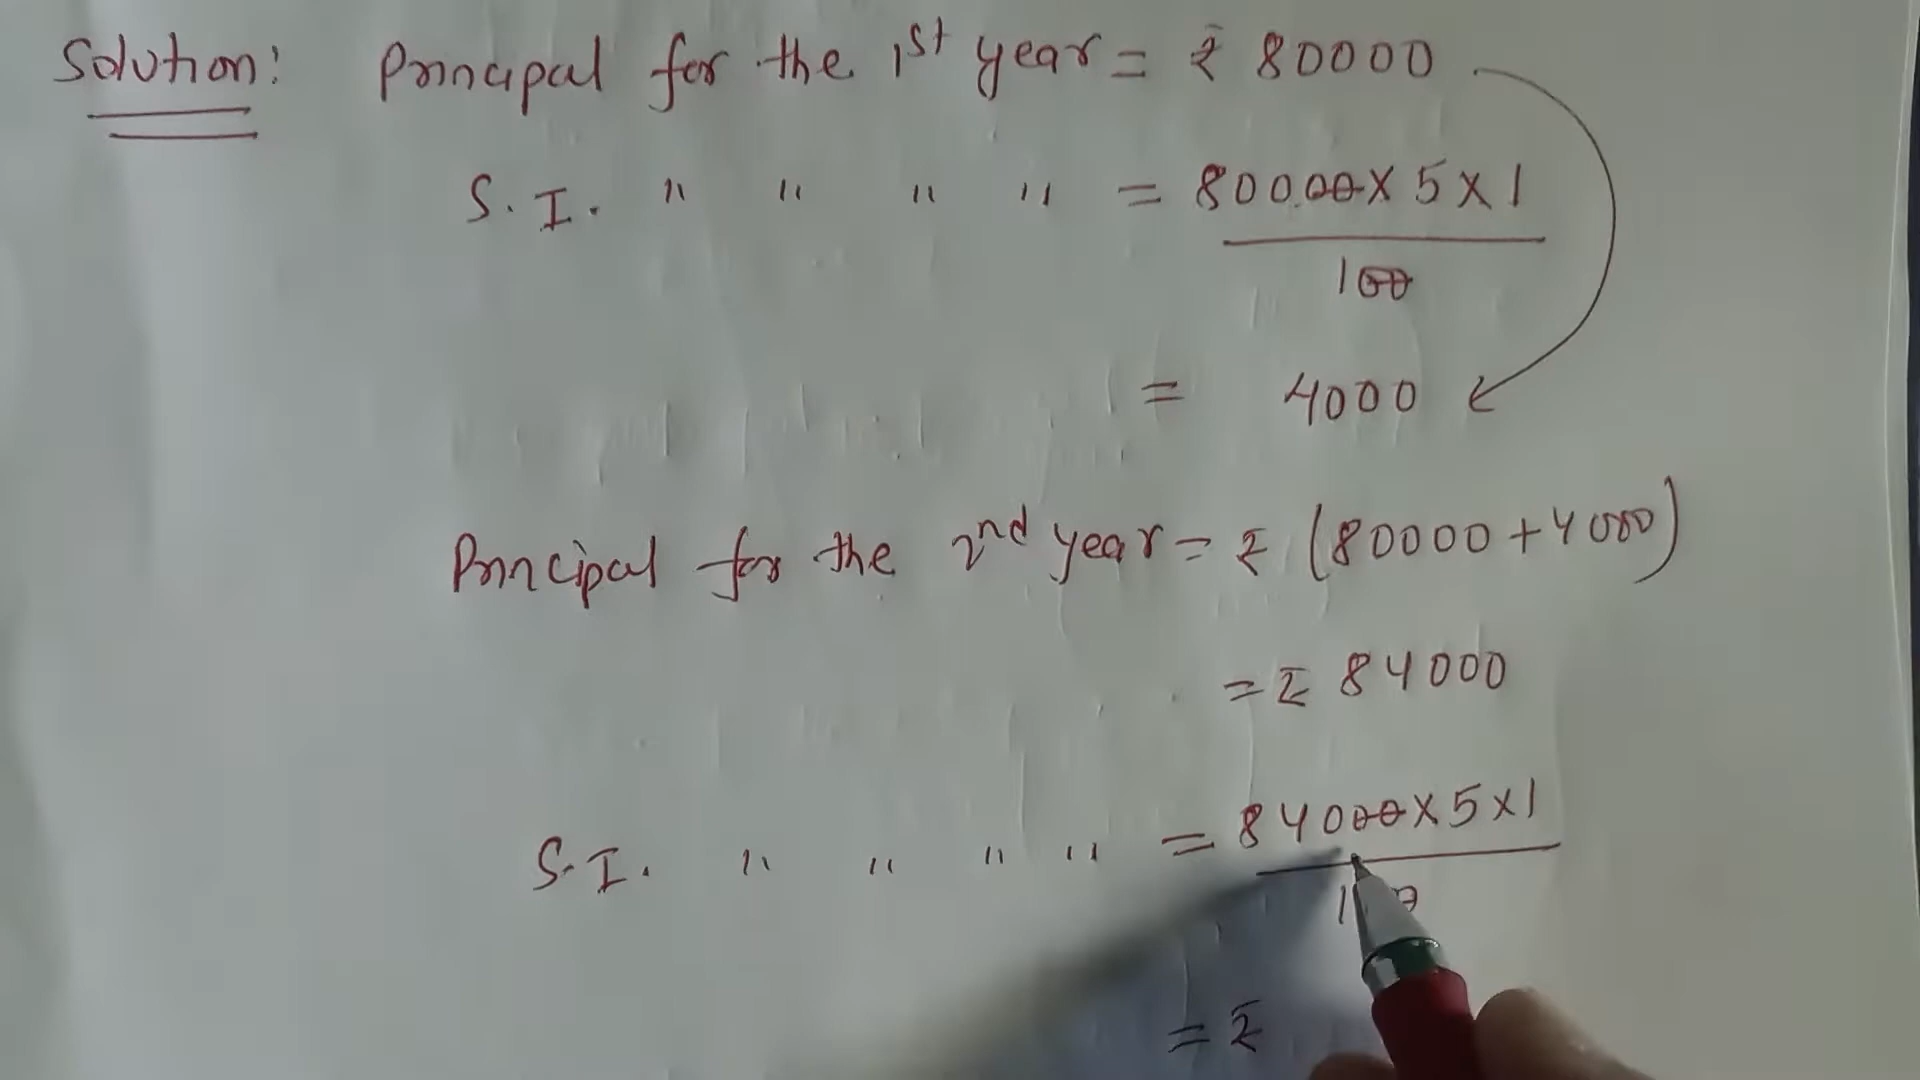 Solution: Principal for the 1st year = ₹ 80000
S. I. " " " " = 80000 X 5 X 1
100
= 4000
Principal for the 2nd year = ₹ (80000 + 4000)
= ₹ 84000
S. I. " " " " = 84000 X 5 X 1
= ₹